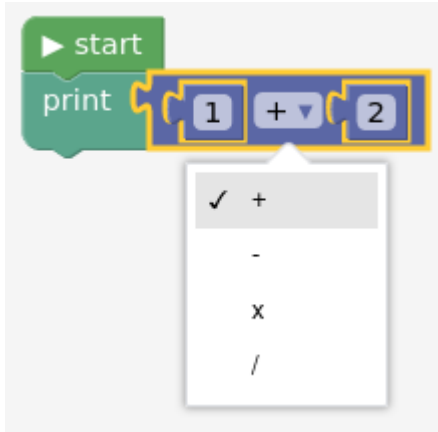 ▶ start
print 1 + ▼ 2
✓ +
-
x
/